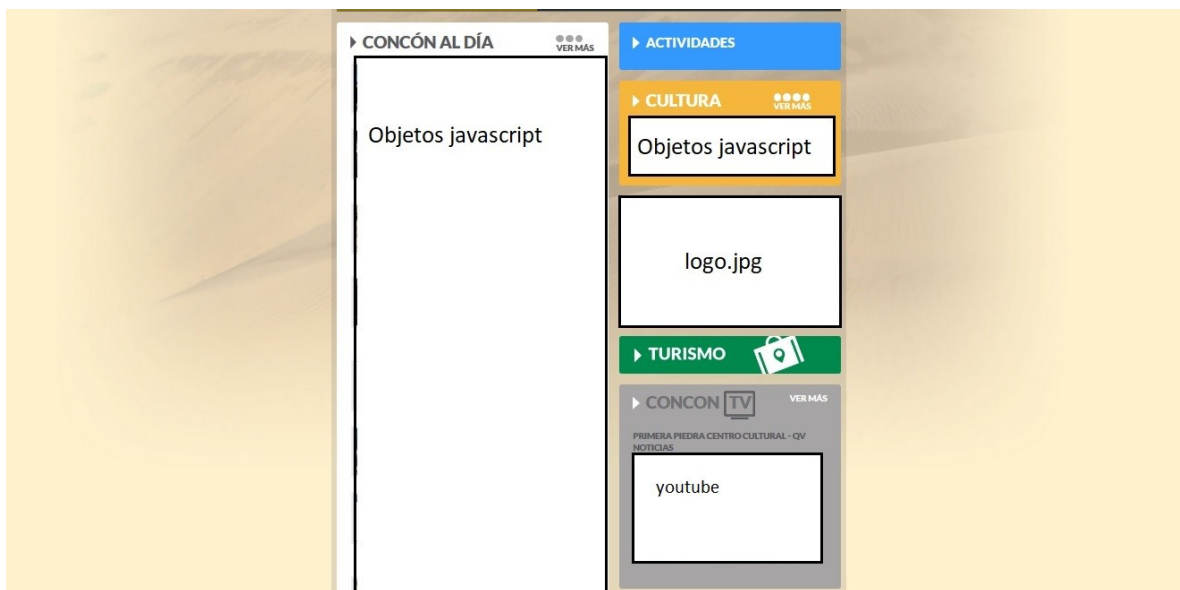 CONCÓN AL DÍA
VER MÁS
Objetos javascript
ACTIVIDADES
CULTURA
VER MÁS
Objetos javascript
logo.jpg
TURISMO
CONCON TV
VER MÁS
PRIMERA PIEDRA CENTRO CULTURAL - QV
NOTICIAS
youtube